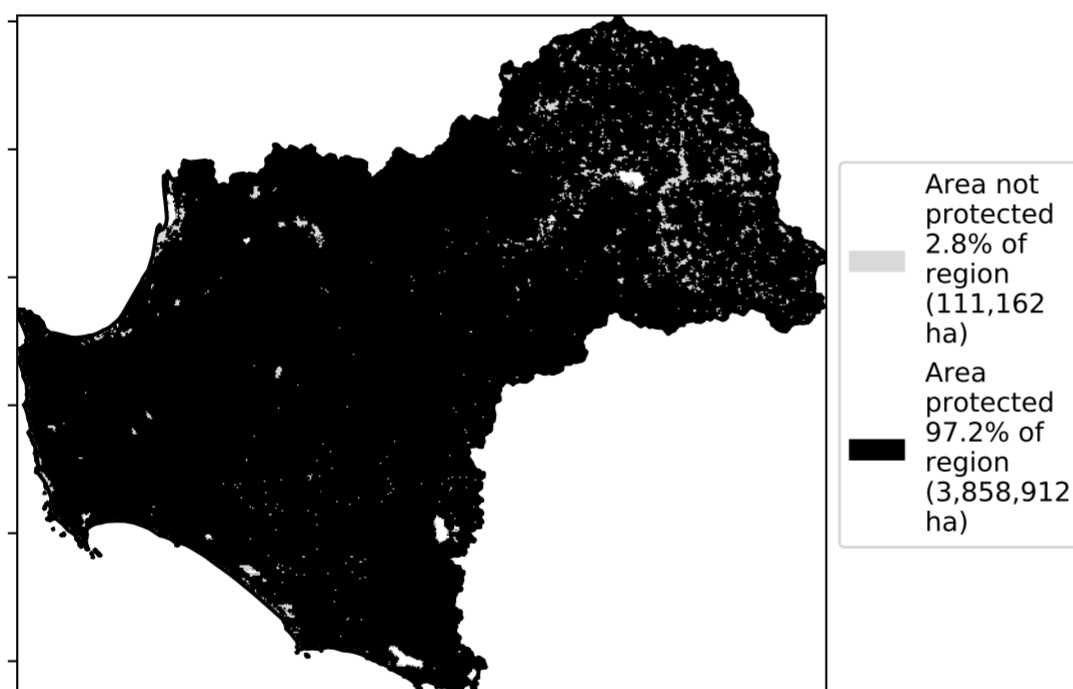 Area not
protected
2.8% of
region
(111,162
ha)
Area
protected
97.2% of
region
(3,858,912
ha)